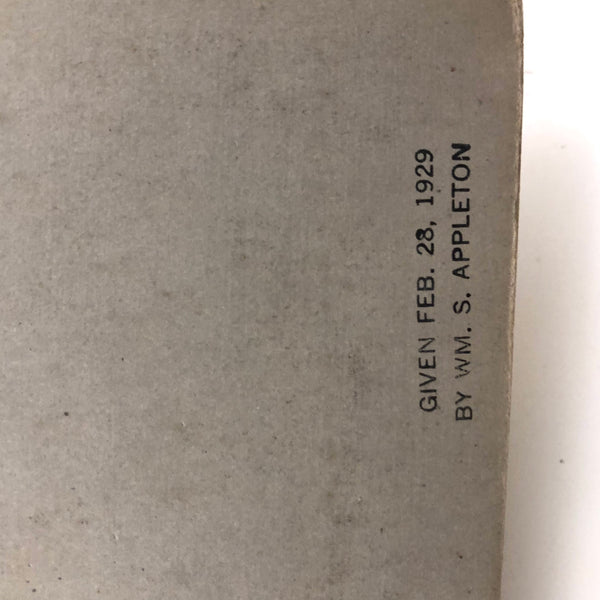 GIVEN FEB. 28, 1929
BY WM. S. APPLETON